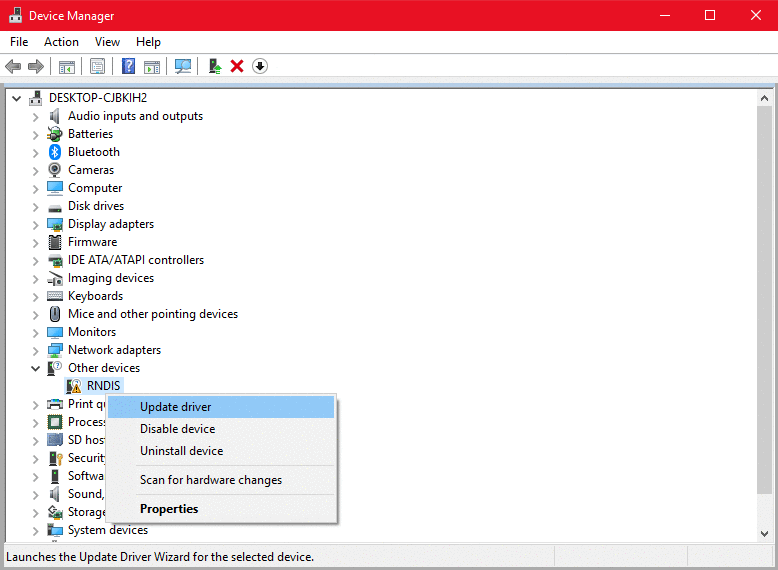 Device Manager
File Action View Help
DESKTOP-CJBKIH2
Audio inputs and outputs
Batteries
Bluetooth
Cameras
Computer
Disk drives
Display adapters
Firmware
IDE ATA/ATAPI controllers
Imaging devices
Keyboards
Mice and other pointing devices
Monitors
Network adapters
Other devices
RNDIS
Print qu
Update driver
Proces
Disable device
SD hos
Uninstall device
Securit
Softwa
Scan for hardware changes
Sound,
Storage
Properties
System devices
Launches the Update Driver Wizard for the selected device.